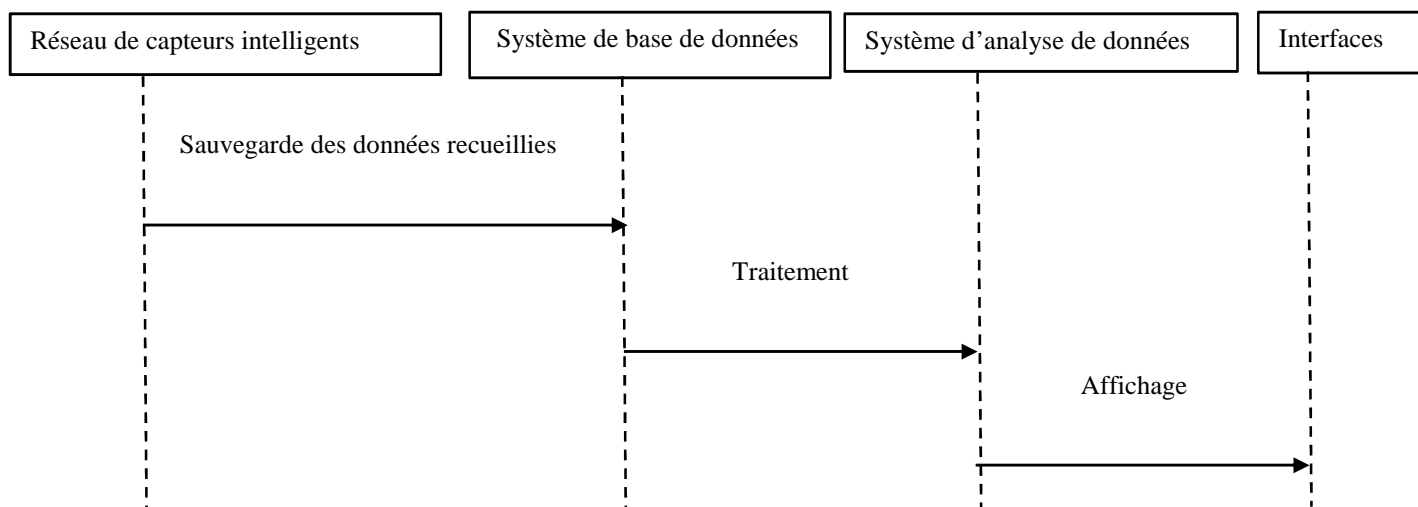 Réseau de capteurs intelligents
Système de base de données
Système d’analyse de données
Interfaces
Sauvegarde des données recueillies
Traitement
Affichage